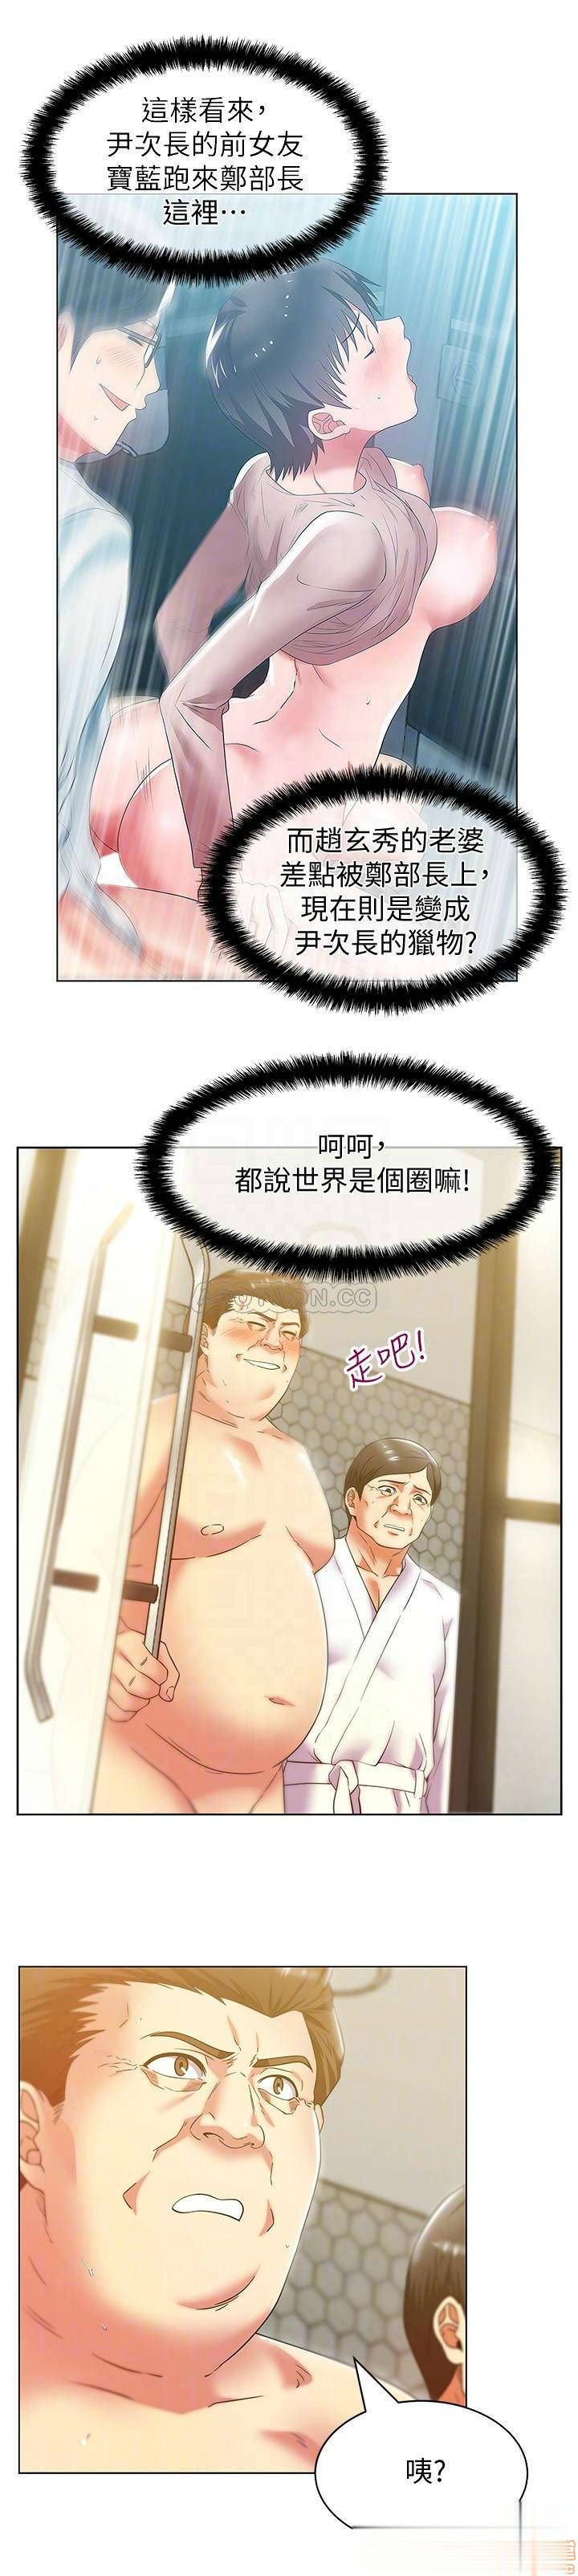 這樣看來，
尹次長的前女友
寶藍跑來鄭部長
這裡…
而趙玄秀的老婆
差點被鄭部長上，
現在則是變成
尹次長的獵物？
呵呵，
都說世界是個圈嘛！
走吧！
咦？